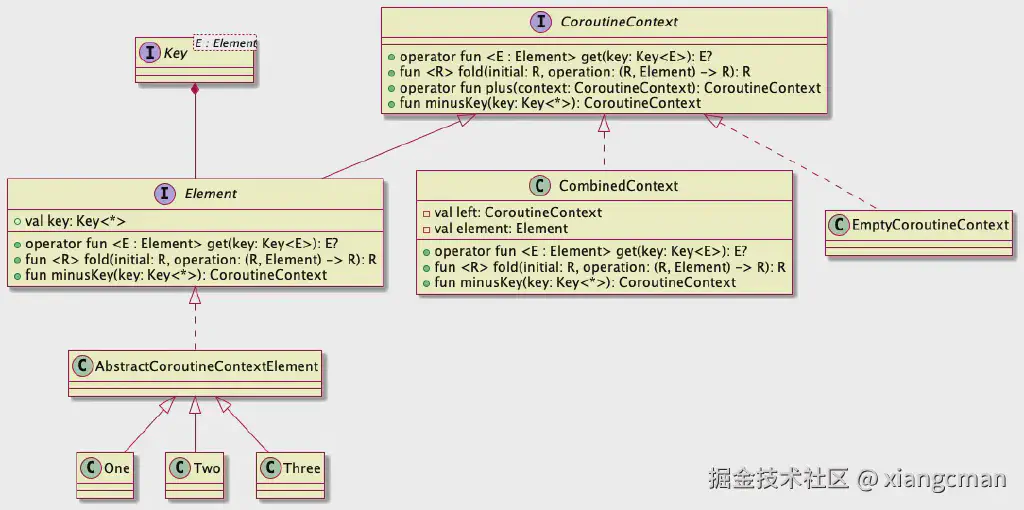 I CoroutineContext
operator fun <E : Element> get(key: Key<E>): E?
fun <R> fold(initial: R, operation: (R, Element) -> R): R
operator fun plus(context: CoroutineContext): CoroutineContext
fun minusKey(key: Key<*>): CoroutineContext
I Key
E : Element
I Element
val key: Key<*>
operator fun <E : Element> get(key: Key<E>): E?
fun <R> fold(initial: R, operation: (R, Element) -> R): R
fun minusKey(key: Key<*>): CoroutineContext
C CombinedContext
val left: CoroutineContext
val element: Element
operator fun <E : Element> get(key: Key<E>): E?
fun <R> fold(initial: R, operation: (R, Element) -> R): R
fun minusKey(key: Key<*>): CoroutineContext
C EmptyCoroutineContext
C AbstractCoroutineContextElement
C One
C Two
C Three
掘金技术社区 @ xiangcman